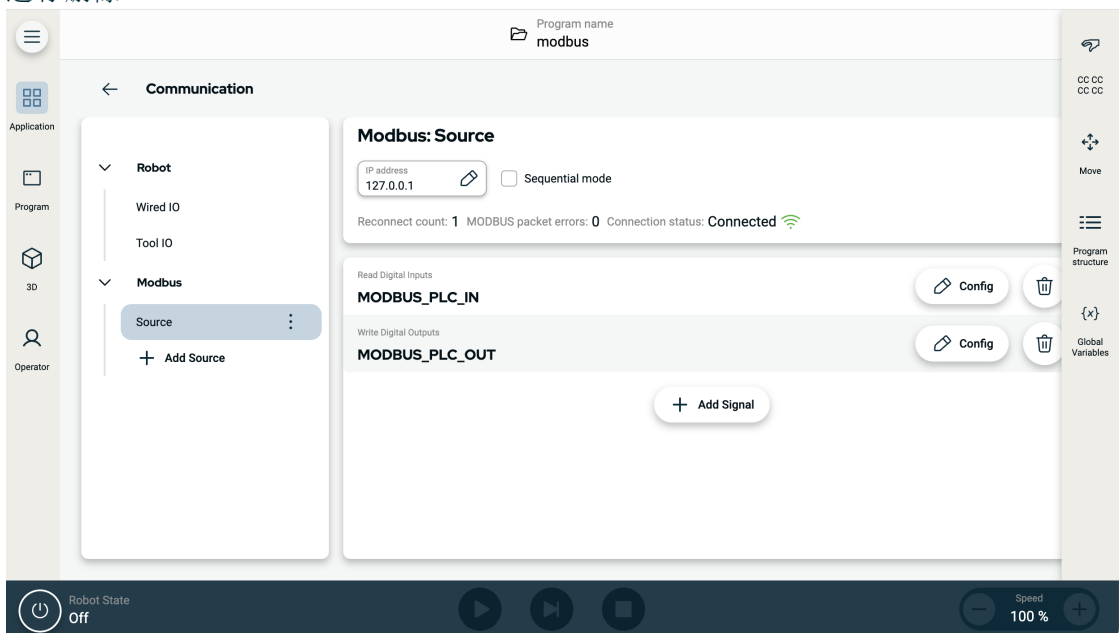 Program name
modbus
Communication
Application
Program
3D
Operator
Robot
Wired IO
Tool IO
Modbus
Source
Add Source
Modbus: Source
IP address
127.0.0.1
Sequential mode
Reconnect count: 1 MODBUS packet errors: 0 Connection status: Connected
Read Digital Inputs
MODBUS_PLC_IN
Config
Write Digital Outputs
MODBUS_PLC_OUT
Config
Add Signal
CC CC
CC CC
Move
Program
structure
{x}
Global
Variables
Robot State
Off
Speed
100 %